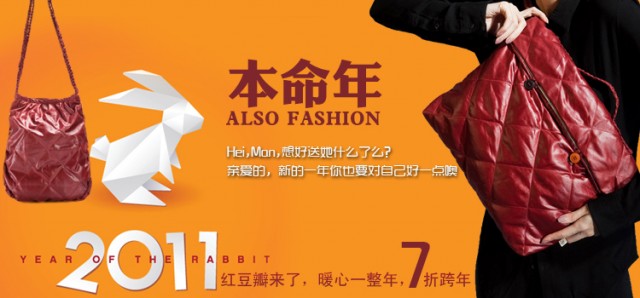 本命年
ALSO FASHION
Hei,Man,想好送她什么了么?
亲爱的，新的一年你也要对自己好一点噢
YEAR OF THE RABBIT
2011
红豆瓣来了，暖心一整年,7折跨年